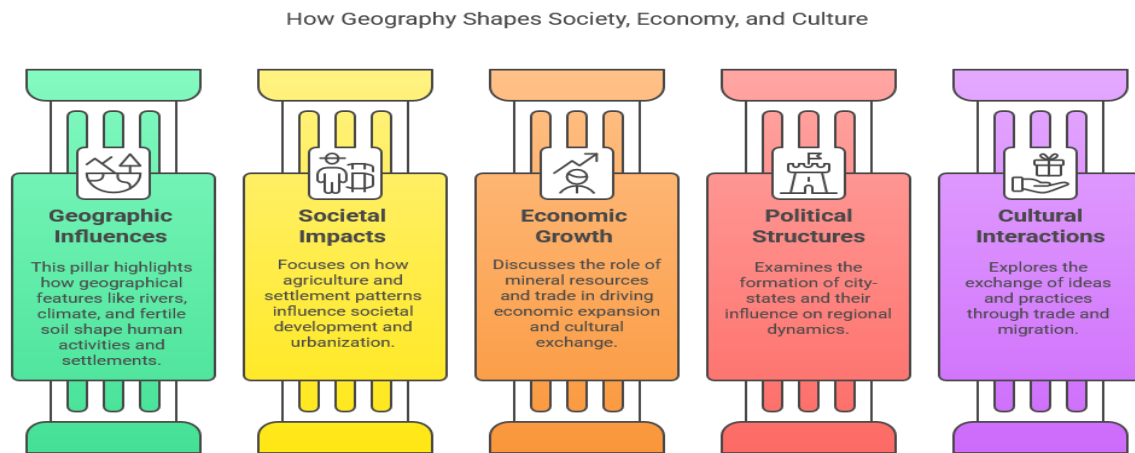 How Geography Shapes Society, Economy, and Culture
Geographic
Influences
This pillar highlights
how geographical
features like rivers,
climate, and fertile
soil shape human
activities and
settlements.
Societal
Impacts
Focuses on how
agriculture and
settlement patterns
influence societal
development and
urbanization.
Economic
Growth
Discusses the role of
mineral resources
and trade in driving
economic expansion
and cultural
exchange.
Political
Structures
Examines the
formation of city-
states and their
influence on regional
dynamics.
Cultural
Interactions
Explores the
exchange of ideas
and practices
through trade and
migration.